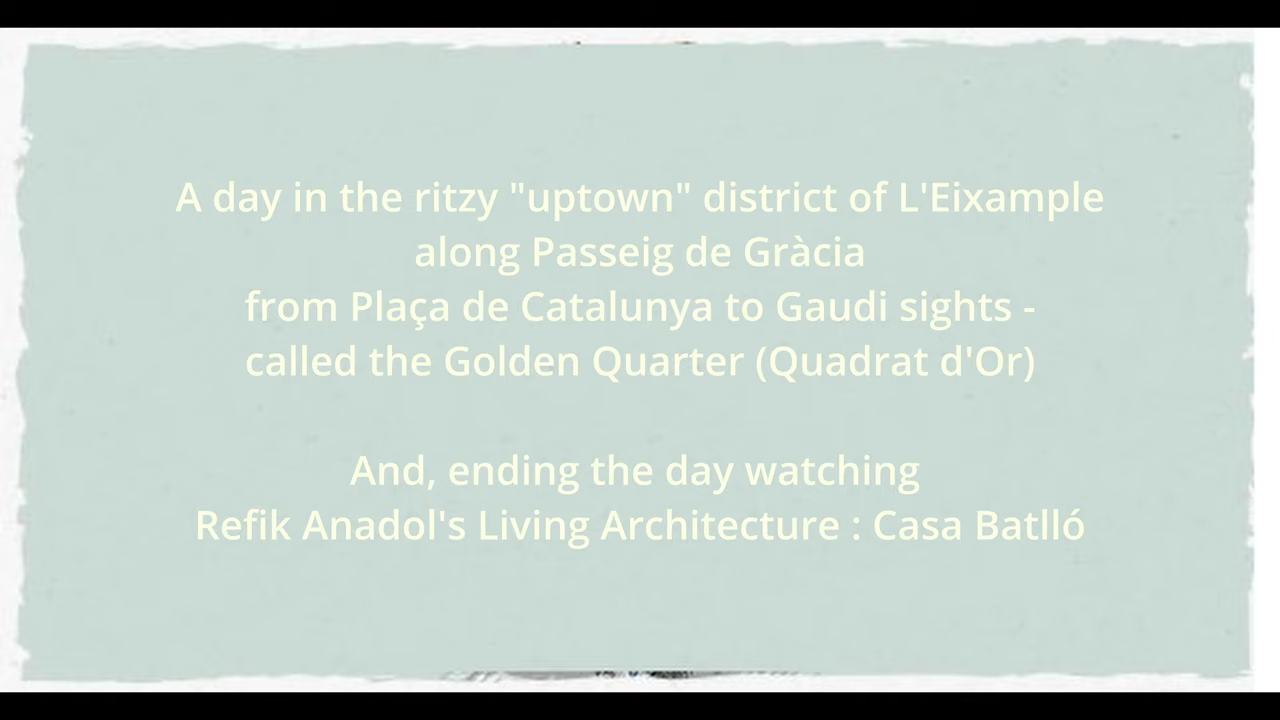 A day in the ritzy "uptown" district of L'Eixample
along Passeig de Gràcia
from Plaça de Catalunya to Gaudi sights -
called the Golden Quarter (Quadrat d'Or)
And, ending the day watching
Refik Anadol's Living Architecture : Casa Batlló